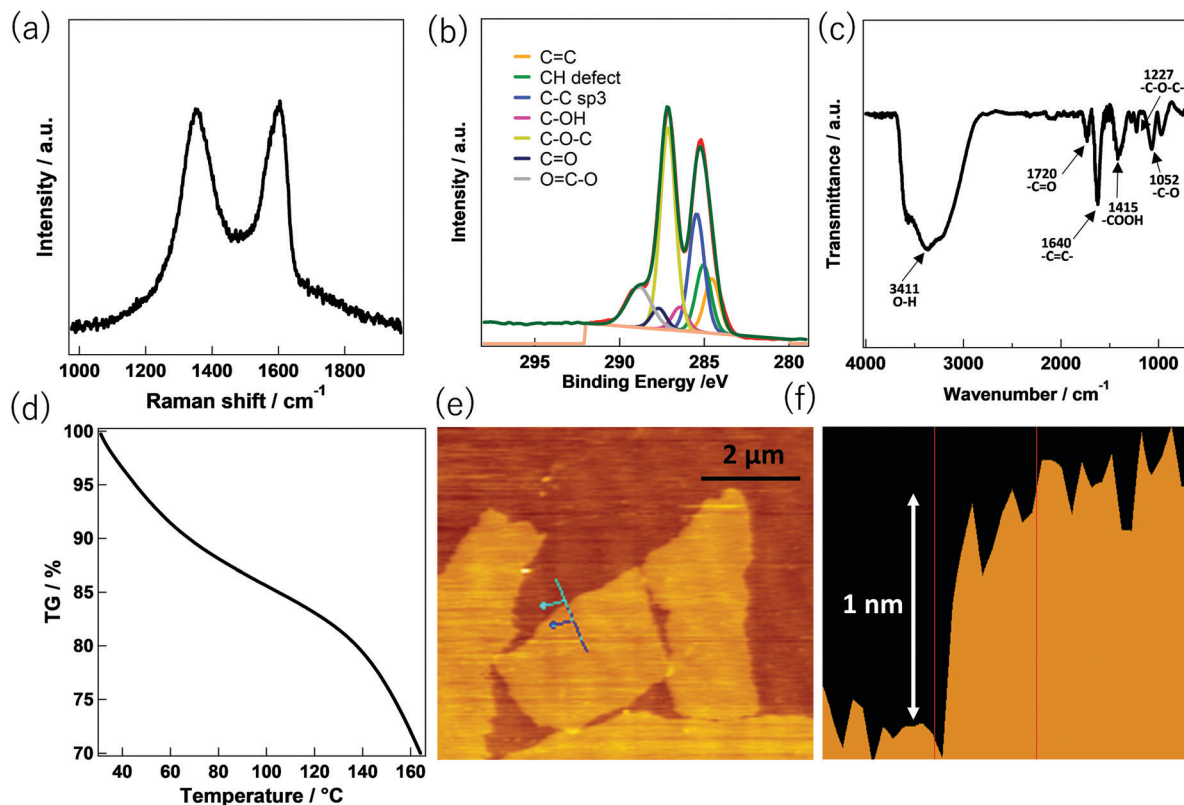 (a)
Intensity / a.u.
1000 1200 1400 1600 1800
Raman shift / cm⁻¹
(b)
Intensity / a.u.
C=C
CH defect
C-C sp3
C-OH
C-O-C
C=O
O=C-O
295 290 285 280
Binding Energy /eV
(c)
Transmittance / a.u.
1227
-C-O-C-
1720
-C=O
1415
-COOH
1052
-C-O
1640
-C=C-
3411
O-H
4000 3000 2000 1000
Wavenumber / cm⁻¹
(d)
TG / %
100
95
90
85
80
75
70
40 60 80 100 120 140 160
Temperature / °C
(e)
2 μm
(f)
1 nm